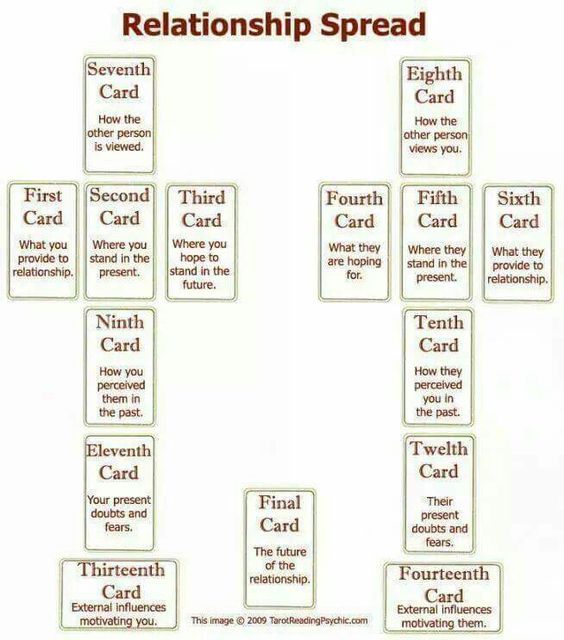 Relationship Spread
Seventh
Card
How the
other person
is viewed.
Eighth
Card
How the
other person
views you.
First
Card
What you
provide to
relationship.
Second
Card
Where you
stand in the
present.
Third
Card
Where you
hope to
stand in the
future.
Fourth
Card
What they
are hoping
for.
Fifth
Card
Where they
stand in the
present.
Sixth
Card
What they
provide to
relationship.
Ninth
Card
How you
perceived
them in
the past.
Tenth
Card
How they
perceived
you in
the past.
Eleventh
Card
Your present
doubts and
fears.
Twelth
Card
Their
present
doubts and
fears.
Final
Card
The future
of the
relationship.
Thirteenth
Card
External influences
motivating you.
Fourteenth
Card
External influences
motivating them.
This image © 2009 TarotReadingPsychic.com